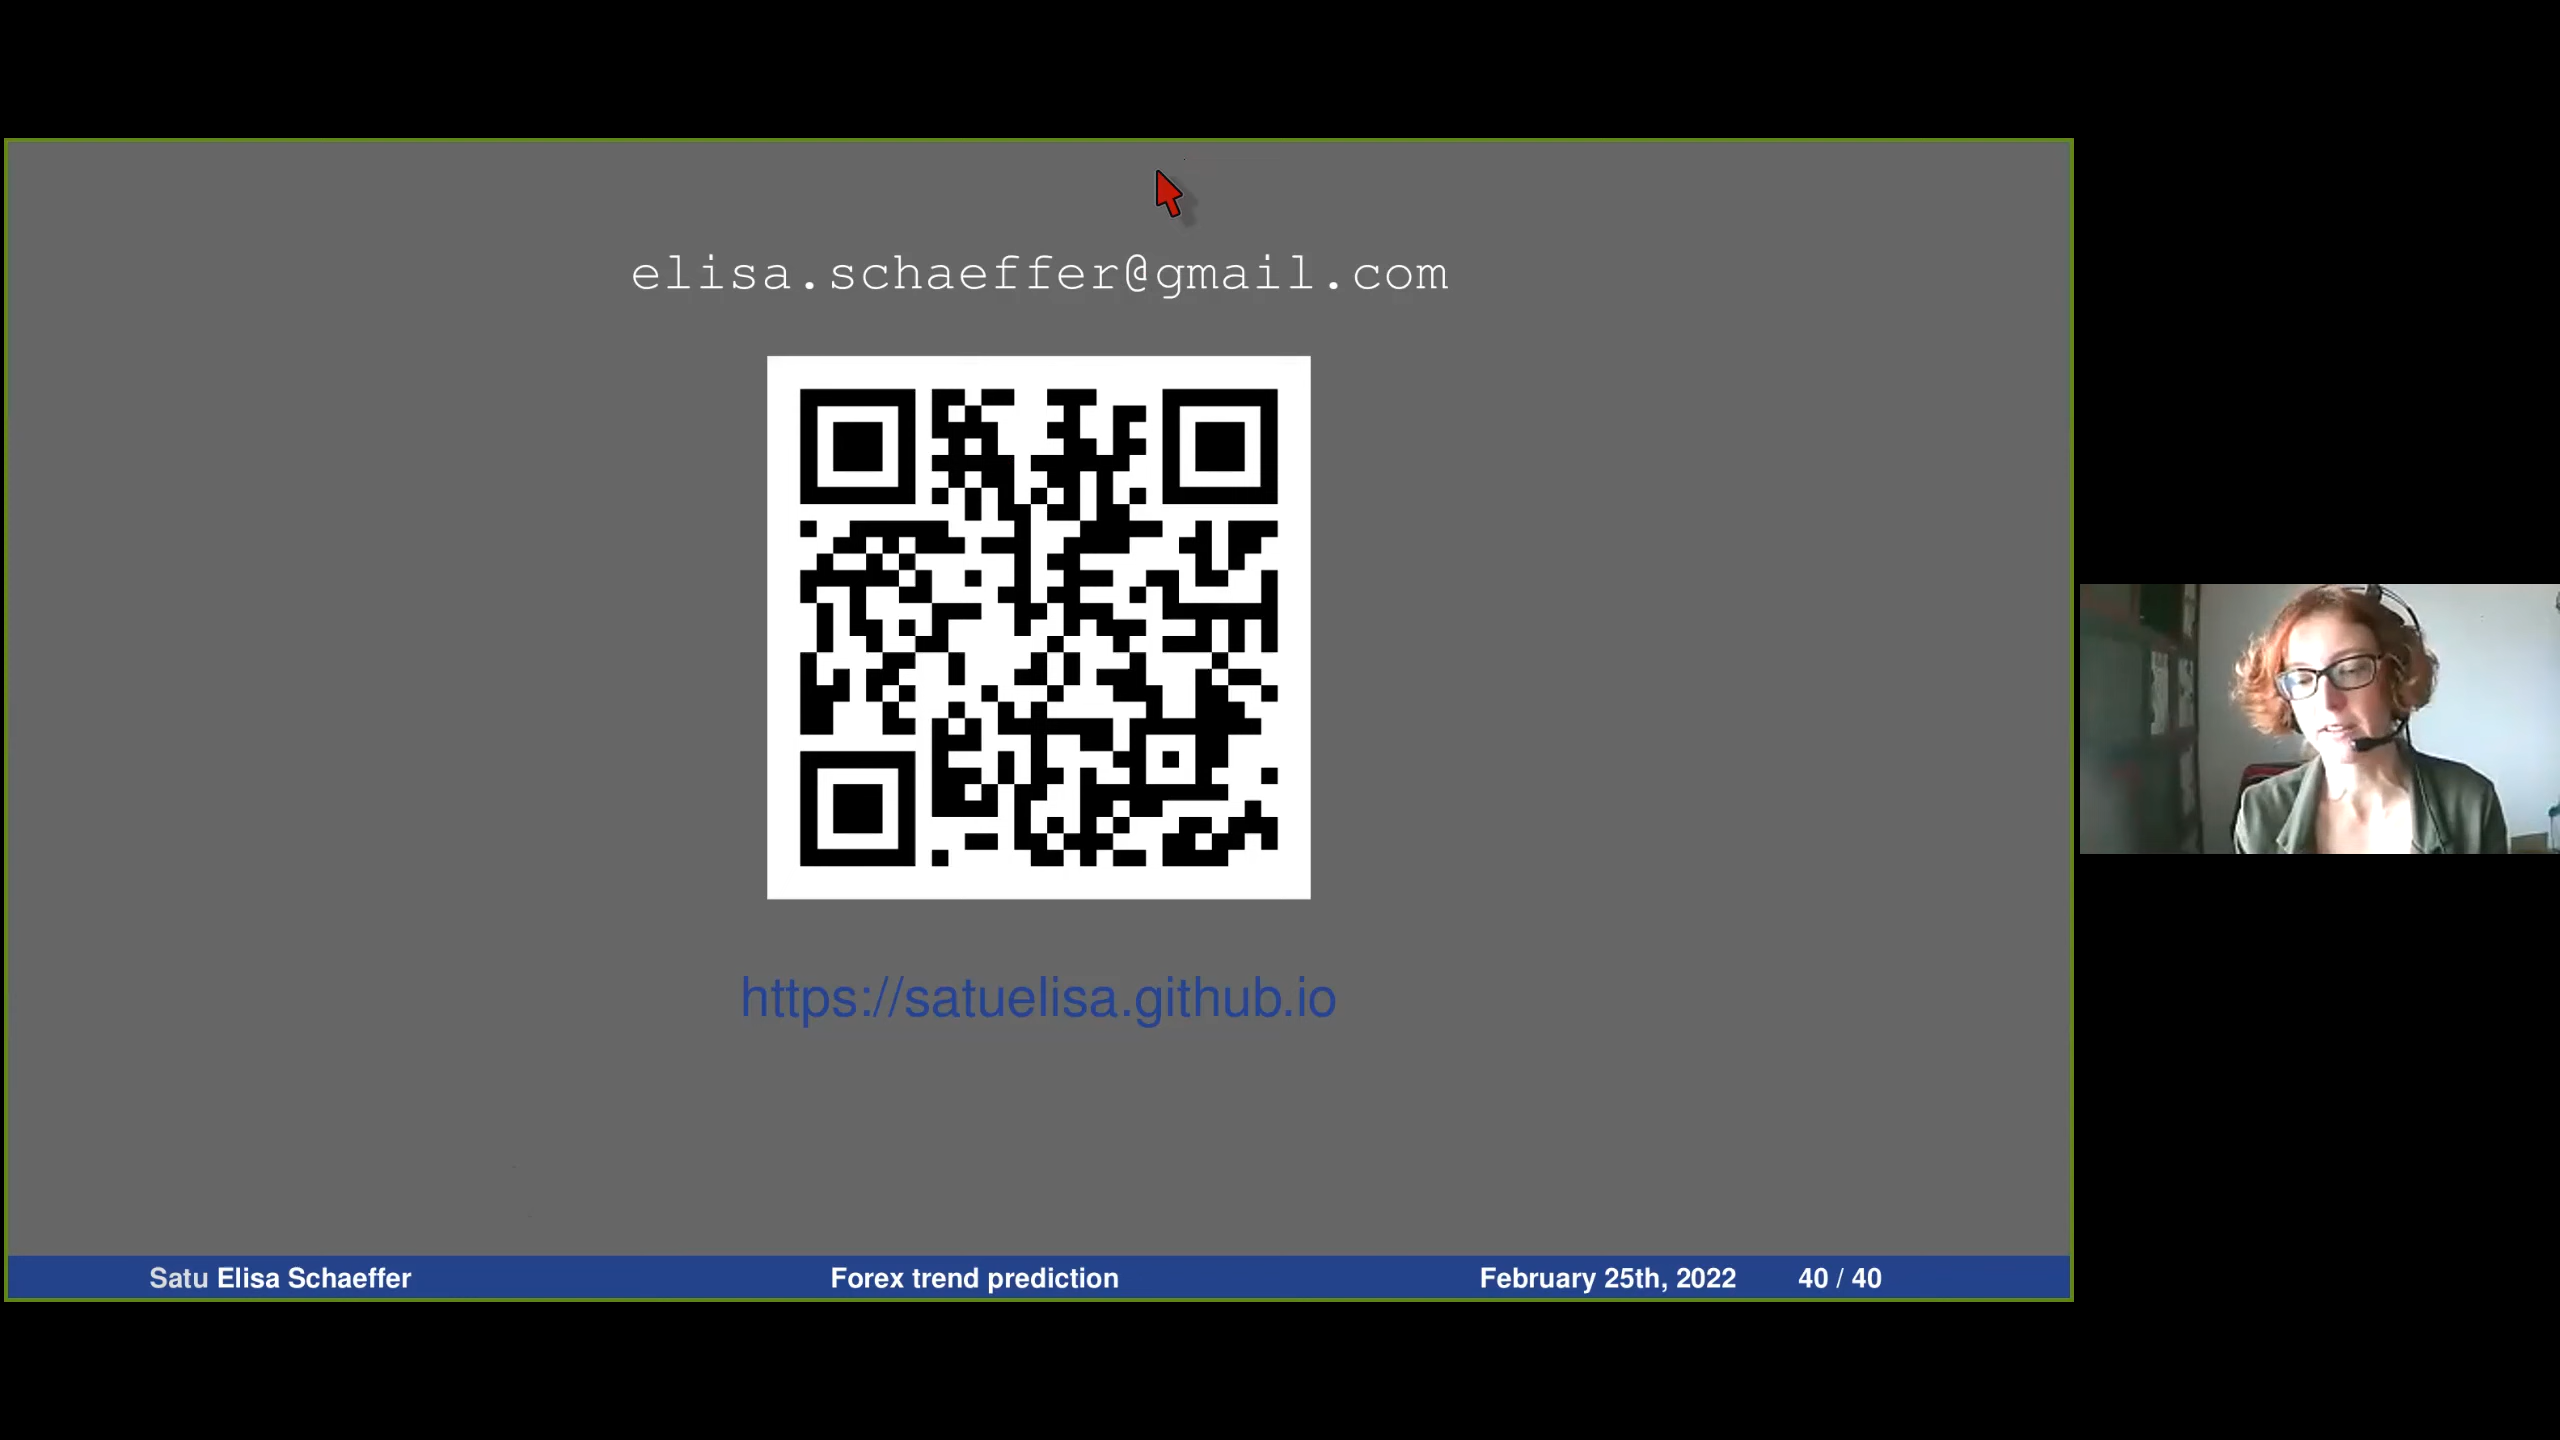 elisa.schaeffer@gmail.com
https://satuelisa.github.io
Satu Elisa Schaeffer
Forex trend prediction
February 25th, 2022
40 / 40